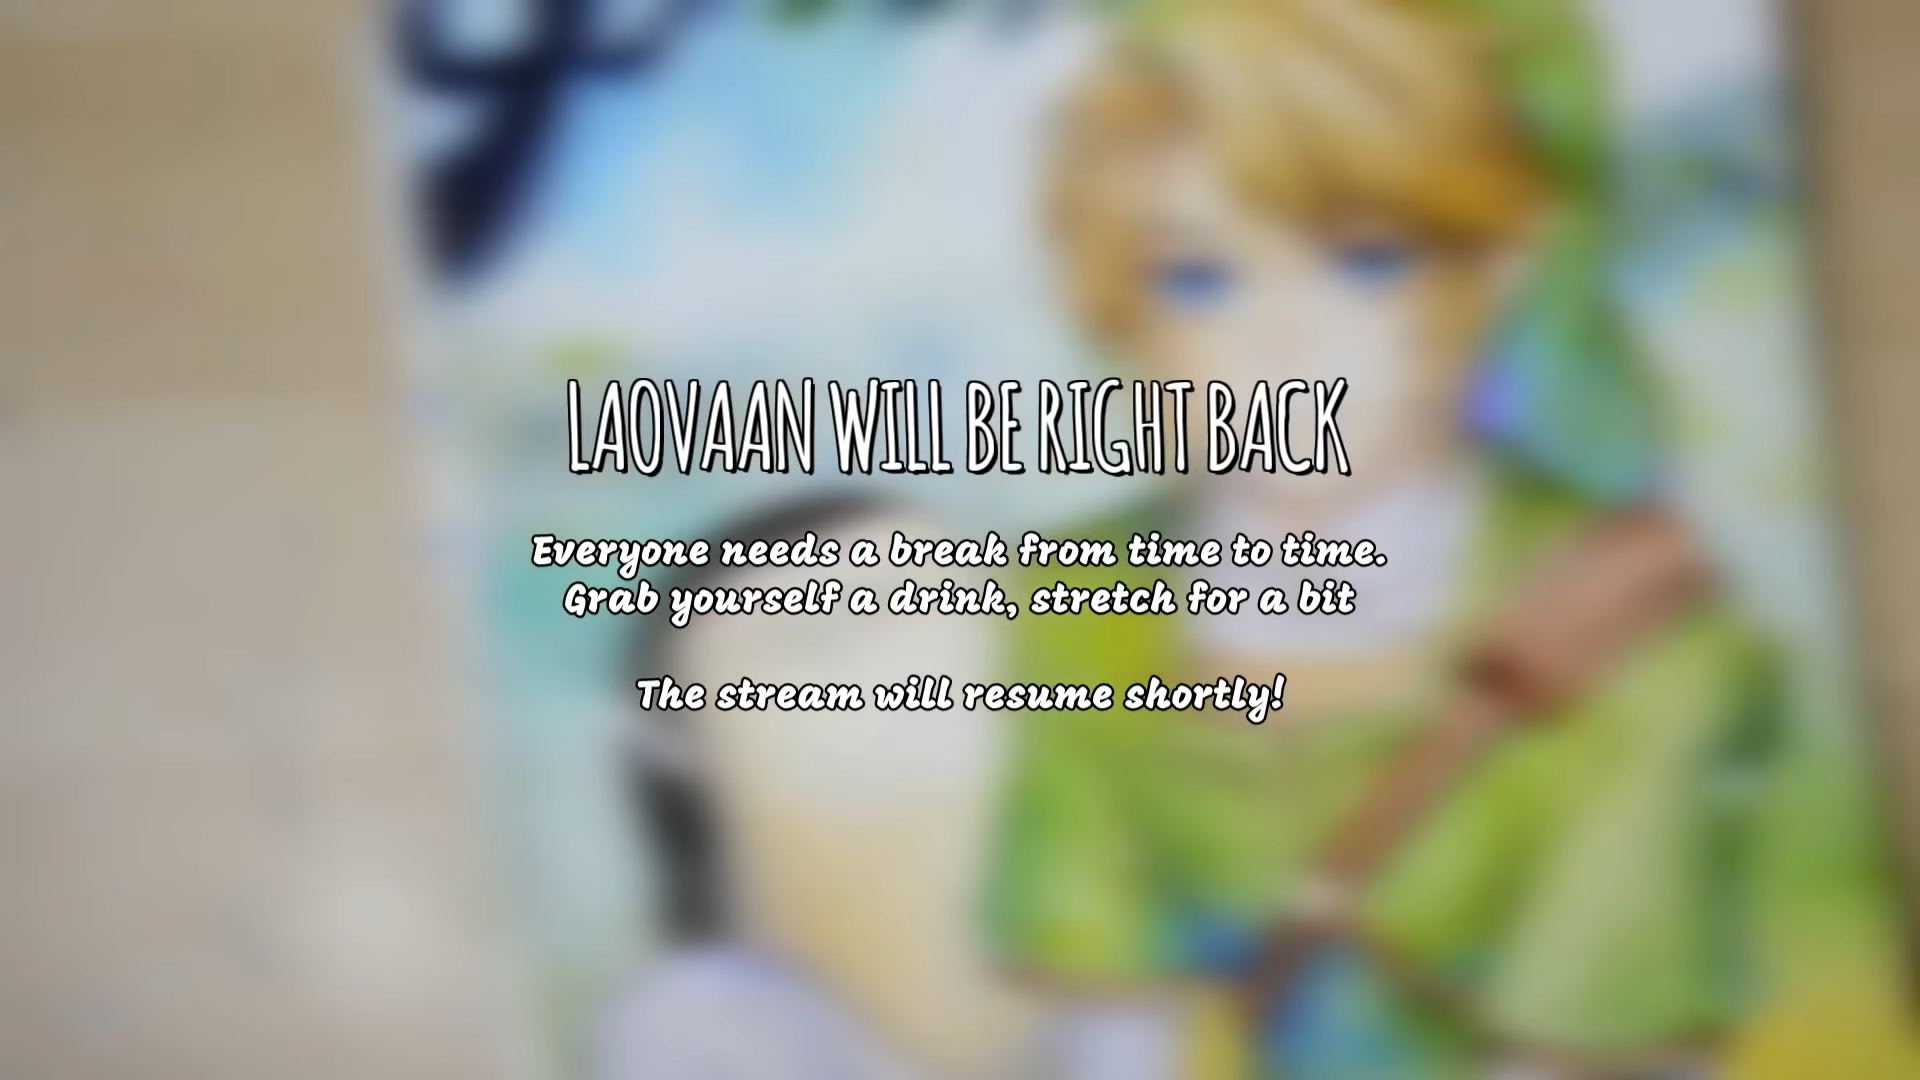 LAOVAAN WILL BE RIGHT BACK
Everyone needs a break from time to time.
Grab yourself a drink, stretch for a bit
The stream will resume shortly!